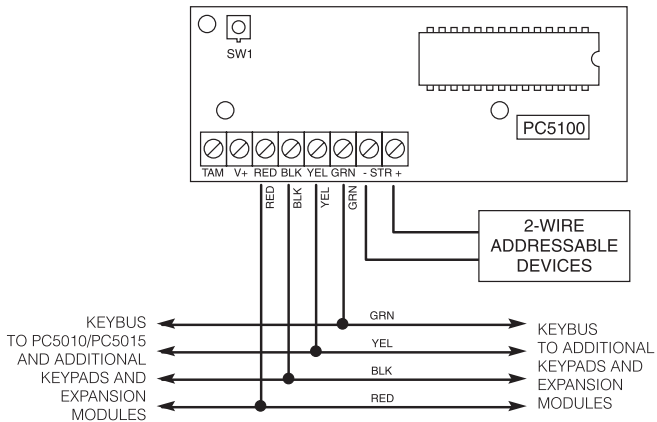 SW1
PC5100
TAM V+ RED BLK YEL GRN - STR +
RED
BLK
YEL
GRN
2-WIRE
ADDRESSABLE
DEVICES
KEYBUS
TO PC5010/PC5015
AND ADDITIONAL
KEYPADS AND
EXPANSION
MODULES
GRN
YEL
BLK
RED
KEYBUS
TO ADDITIONAL
KEYPADS AND
EXPANSION
MODULES